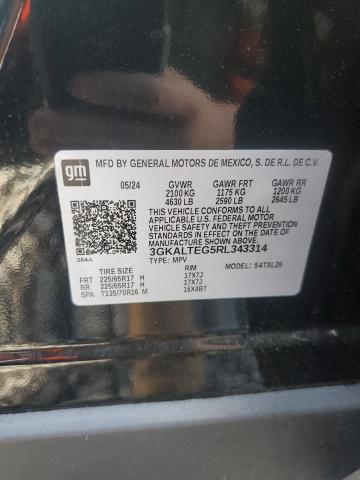 gm
MFD BY GENERAL MOTORS DE MEXICO, S. DE R.L. DE C.V.
05/24 GVWR GAWR FRT GAWR RR
2100 KG 1175 KG 1200 KG
4630 LB 2590 LB 2645 LB
THIS VEHICLE CONFORMS TO ALL
APPLICABLE U.S. FEDERAL MOTOR
VEHICLE SAFETY AND THEFT PREVENTION
STANDARDS IN EFFECT ON THE DATE OF
MANUFACTURE SHOWN ABOVE.
3GKALTEG5RL343314
364A TYPE: MPV MODEL: 54TXL26
TIRE SIZE RIM
FRT 225/65R17 H 17X7J
RR 225/65R17 H 17X7J
SPA T135/70R16 M 16X4BT